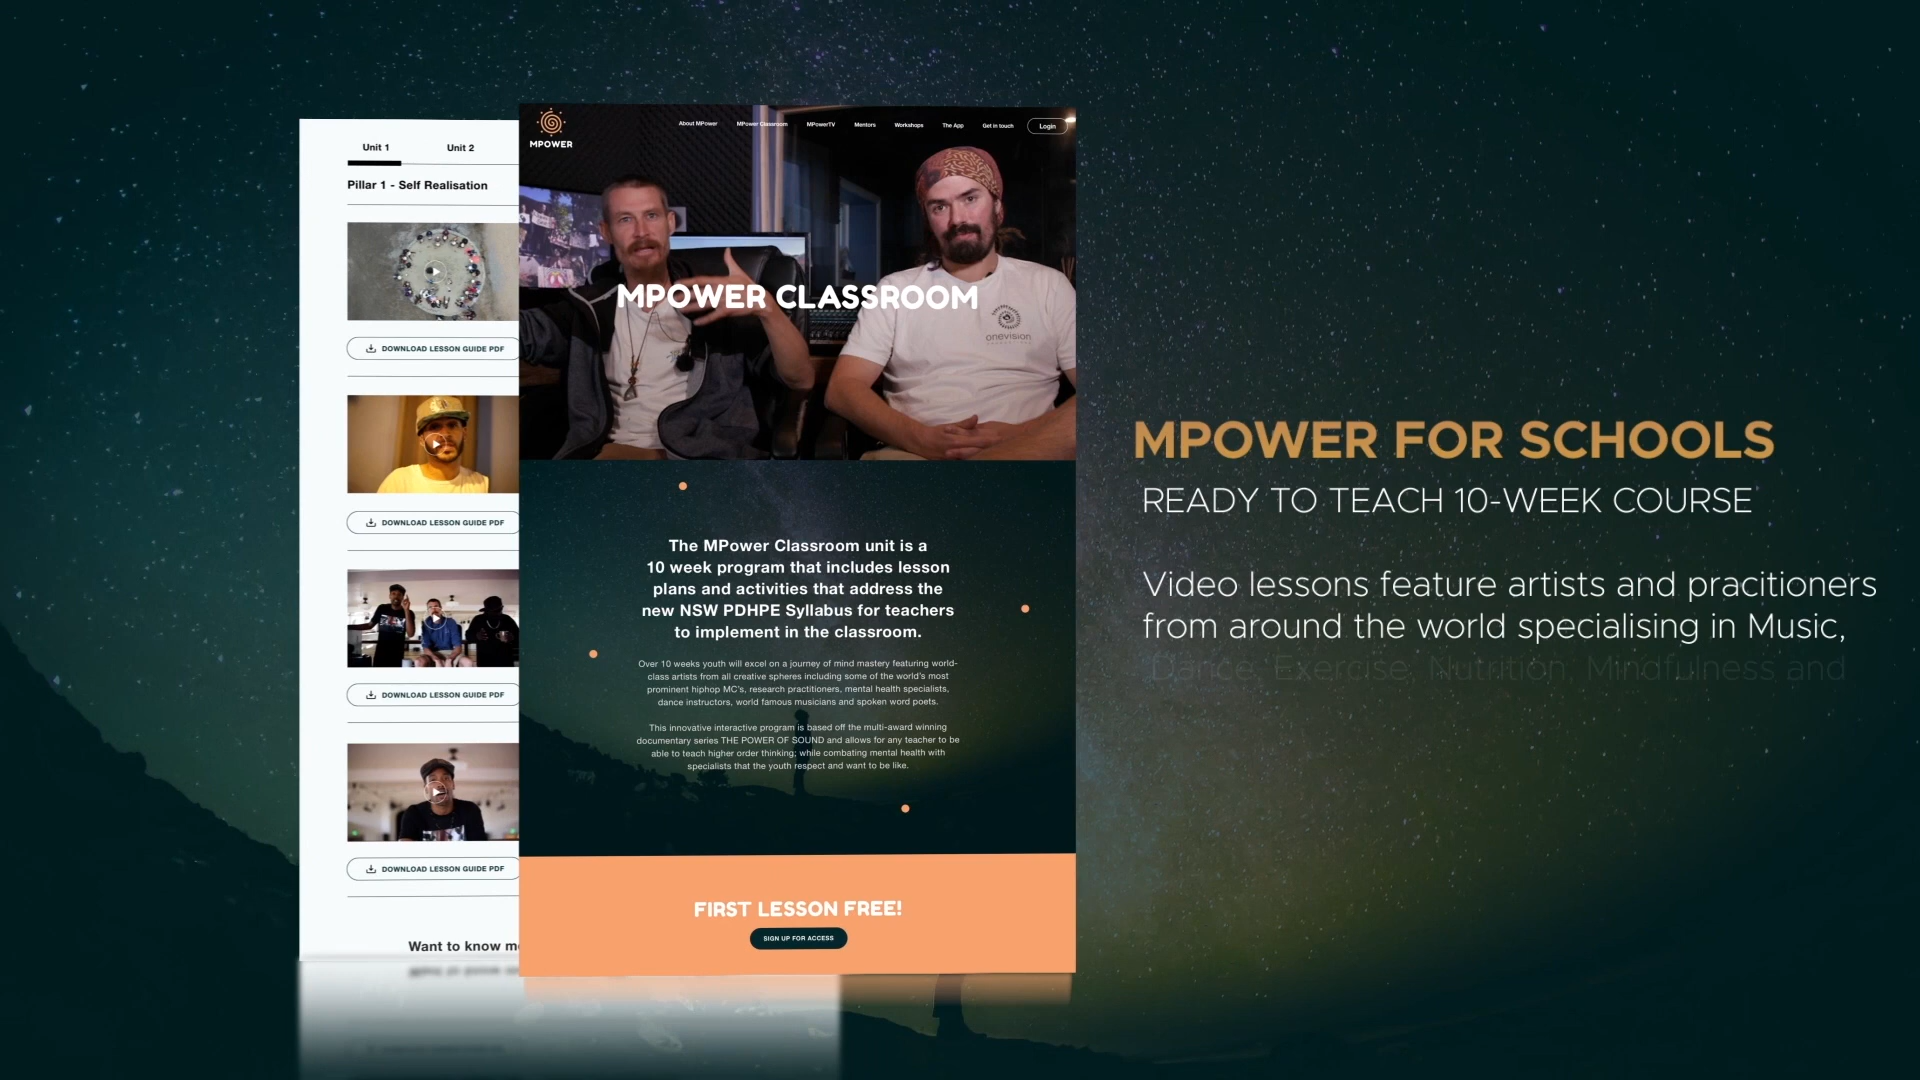 Unit 1
Unit 2
Pillar 1 - Self Realisation
DOWNLOAD LESSON GUIDE PDF
DOWNLOAD LESSON GUIDE PDF
DOWNLOAD LESSON GUIDE PDF
DOWNLOAD LESSON GUIDE PDF
Want to know
MPOWER
About MPower
MPower Classroom
MPowerTV
Mentors
Workshops
The App
Get in touch
Login
onevision
MPOWER CLASSROOM
The MPower Classroom unit is a
10 week program that includes lesson
plans and activities that address the
new NSW PDHPE Syllabus for teachers
to implement in the classroom.
Over 10 weeks youth will excel on a journey of mind mastery featuring world-
class artists from all creative spheres including some of the world's most
prominent hiphop MC's, research practitioners, mental health specialists,
dance instructors, world famous musicians and spoken word poets.
This innovative interactive program is based off the multi-award winning
documentary series THE POWER OF SOUND and allows for any teacher to be
able to teach higher order thinking; while combating mental health with
specialists that the youth respect and want to be like.
FIRST LESSON FREE!
SIGN UP FOR ACCESS
MPOWER FOR SCHOOLS
READY TO TEACH 10-WEEK COURSE
Video lessons feature artists and pracitioners
from around the world specialising in Music,
Dance, Exercise, Nutrition, Mindfulness and